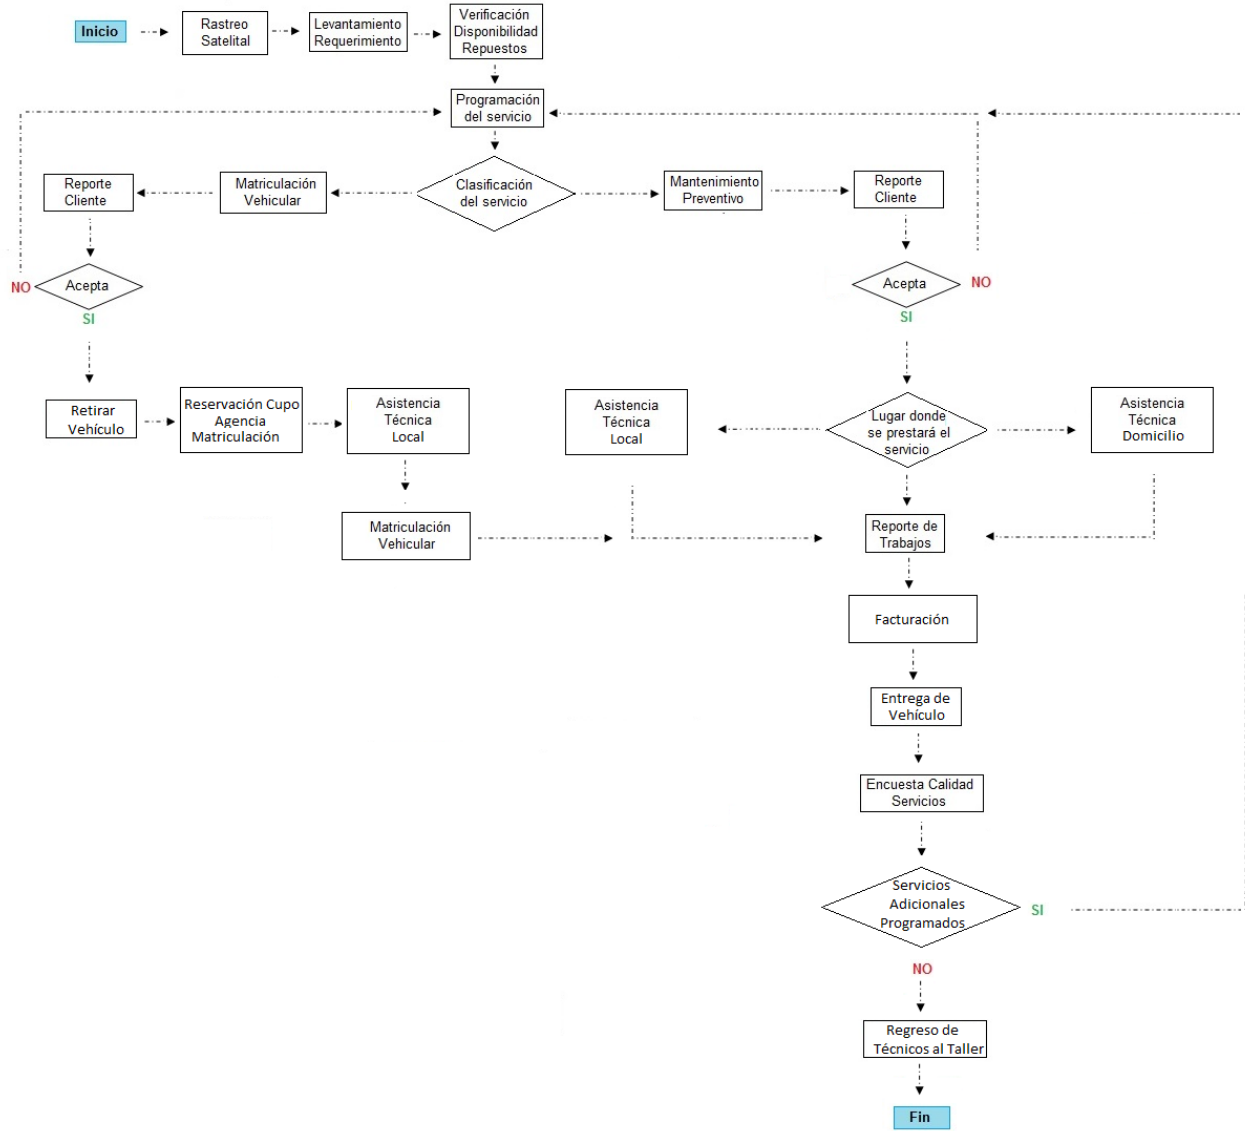 Inicio
Rastreo
Satelital
Levantamiento
Requerimiento
Verificación
Disponibilidad
Repuestos
Programación
del servicio
Reporte
Cliente
Matriculación
Vehicular
Clasificación
del servicio
Mantenimiento
Preventivo
Reporte
Cliente
NO
Acepta
SI
Acepta
NO
SI
Retirar
Vehículo
Reservación Cupo
Agencia
Matriculación
Asistencia
Técnica
Local
Asistencia
Técnica
Local
Lugar donde
se prestará el
servicio
Asistencia
Técnica
Domicilio
Matriculación
Vehicular
Reporte de
Trabajos
Facturación
Entrega de
Vehículo
Encuesta Calidad
Servicios
Servicios
Adicionales
Programados
SI
NO
Regreso de
Técnicos al Taller
Fin